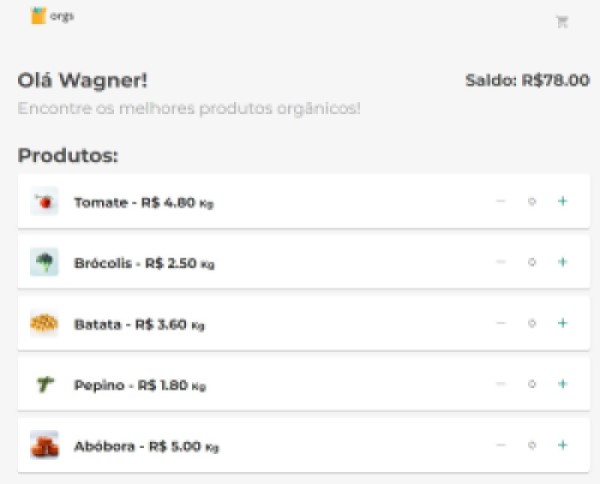 orgs
Olá Wagner!
Saldo: R$78.00
Encontre os melhores produtos orgânicos!
Produtos:
Tomate - R$ 4.80 Kg
− 0 +
Brócolis - R$ 2.50 Kg
− 0 +
Batata - R$ 3.60 Kg
− 0 +
Pepino - R$ 1.80 Kg
− 0 +
Abóbora - R$ 5.00 Kg
− 0 +